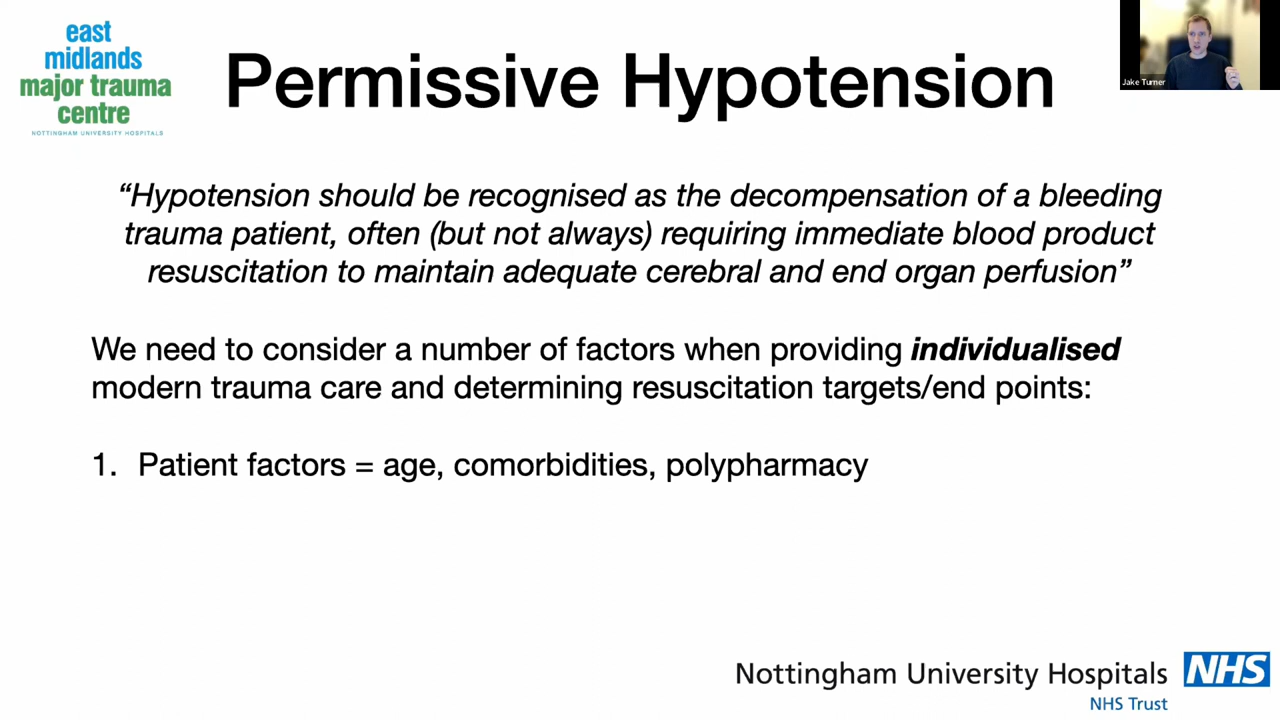 east
midlands
major trauma
centre
NOTTINGHAM UNIVERSITY HOSPITALS
Permissive Hypotension
Jake Turner
“Hypotension should be recognised as the decompensation of a bleeding
trauma patient, often (but not always) requiring immediate blood product
resuscitation to maintain adequate cerebral and end organ perfusion”
We need to consider a number of factors when providing individualised
modern trauma care and determining resuscitation targets/end points:
1. Patient factors = age, comorbidities, polypharmacy
Nottingham University Hospitals NHS
NHS Trust